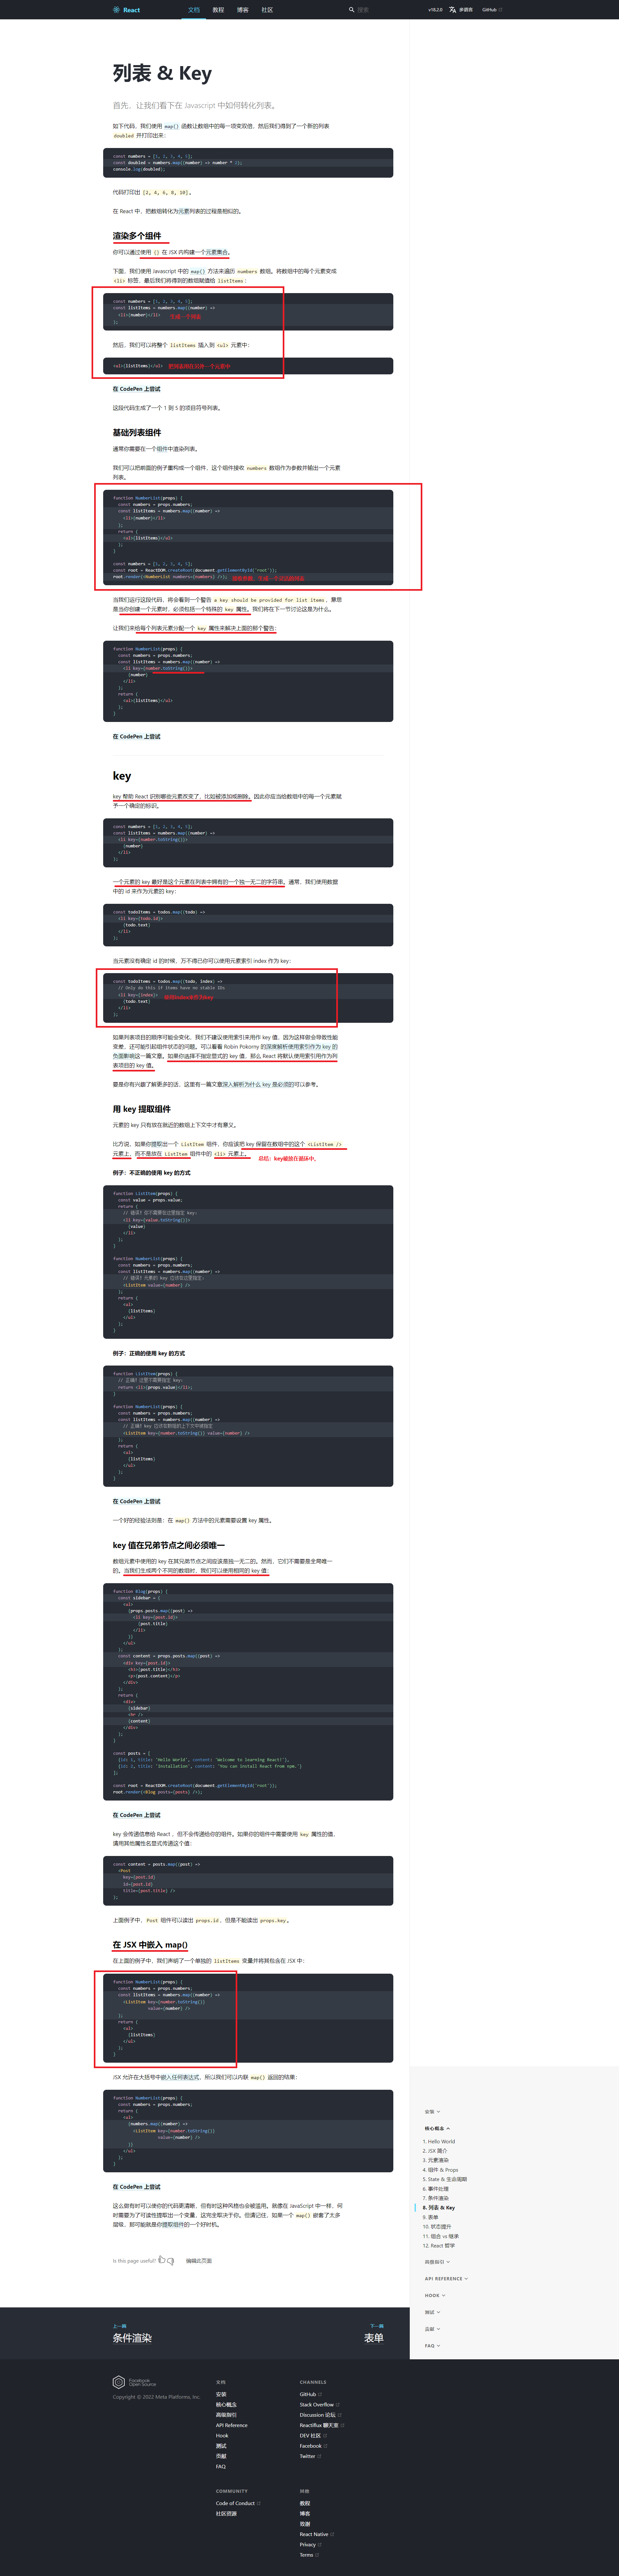 React
文档
教程
博客
社区
搜索
v18.2.0
多语言
GitHub
列表 & Key
首先，让我们看下在 Javascript 中如何转化列表。
如下代码，我们使用 map() 函数让数组中的每一项变双倍，然后我们得到了一个新的列表
doubled 并打印出来：
const numbers = [1, 2, 3, 4, 5];
const doubled = numbers.map((number) => number * 2);
console.log(doubled);
代码打印出 [2, 4, 6, 8, 10]。
在 React 中，把数组转化为元素列表的过程是相似的。
渲染多个组件
你可以通过使用 {} 在 JSX 内构建一个元素集合。
下面，我们使用 Javascript 中的 map() 方法来遍历 numbers 数组。将数组中的每个元素变成
<li> 标签，最后我们将得到的数组赋值给 listItems：
const numbers = [1, 2, 3, 4, 5];
const listItems = numbers.map((number) =>
<li>{number}</li>
生成一个列表
);
然后，我们可以将整个 listItems 插入到 <ul> 元素中：
<ul>{listItems}</ul>
在 CodePen 上尝试
这段代码生成了一个 1 到 5 的项目符号列表。
基础列表组件
通常你需要在一个组件中渲染列表。
我们可以把前面的例子重构成一个组件，这个组件接收 numbers 数组作为参数并输出一个元素
列表。
function NumberList(props) {
const numbers = props.numbers;
const listItems = numbers.map((number) =>
<li>{number}</li>
);
return (
<ul>{listItems}</ul>
);
}
const numbers = [1, 2, 3, 4, 5];
const root = ReactDOM.createRoot(document.getElementById('root'));
root.render(<NumberList numbers={numbers} />);
当我们运行这段代码，将会看到一个警告 a key should be provided for list items，意思
是当你创建一个元素时，必须包括一个特殊的 key 属性。我们将在下一节讨论这是为什么。
让我们来给每个列表元素分配一个 key 属性来解决上面的那个警告：
function NumberList(props) {
const numbers = props.numbers;
const listItems = numbers.map((number) =>
<li key={number.toString()}>
{number}
</li>
);
return (
<ul>{listItems}</ul>
);
}
在 CodePen 上尝试
key
key 帮助 React 识别哪些元素改变了，比如被添加或删除。因此你应当给数组中的每一个元素赋
予一个确定的标识。
const numbers = [1, 2, 3, 4, 5];
const listItems = numbers.map((number) =>
<li key={number.toString()}>
{number}
</li>
);
一个元素的 key 最好是这个元素在列表中拥有的一个独一无二的字符串。通常，我们使用数据
中的 id 来作为元素的 key：
const todoItems = todos.map((todo) =>
<li key={todo.id}>
{todo.text}
</li>
);
当元素没有确定 id 的时候，万不得已你可以使用元素索引 index 作为 key：
const todoItems = todos.map((todo, index) =>
// Only do this if items have no stable IDs
<li key={index}>
{todo.text}
</li>
);
如果列表项目的顺序可能会变化，我们不建议使用索引来用作 key 值，因为这样做会导致性能
变差，还可能引起组件状态的问题。可以看看 Robin Pokorny 的深度解析使用索引作为 key 的
负面影响这一篇文章。如果你选择不指定显式的 key 值，那么 React 将默认使用索引用作为列
表项目的 key 值。
要是你有兴趣了解更多的话，这里有一篇文章深入解析为什么 key 是必须的可以参考。
用 key 提取组件
元素的 key 只有放在就近的数组上下文中才有意义。
比方说，如果你提取出一个 ListItem 组件，你应该把 key 保留在数组中的这个 <ListItem />
元素上，而不是放在 ListItem 组件中的 <li> 元素上。
总结：key被放在循环中。
例子：不正确的使用 key 的方式
function ListItem(props) {
const value = props.value;
return (
// 错误！你不需要在这里指定 key：
<li key={value.toString()}>
{value}
</li>
);
}
function NumberList(props) {
const numbers = props.numbers;
const listItems = numbers.map((number) =>
// 错误！元素的 key 应该在这里指定：
<ListItem value={number} />
);
return (
<ul>
{listItems}
</ul>
);
}
例子：正确的使用 key 的方式
function ListItem(props) {
// 正确！这里不需要指定 key：
return <li>{props.value}</li>;
}
function NumberList(props) {
const numbers = props.numbers;
const listItems = numbers.map((number) =>
// 正确！key 应该在数组的上下文中被指定
<ListItem key={number.toString()} value={number} />
);
return (
<ul>
{listItems}
</ul>
);
}
在 CodePen 上尝试
一个好的经验法则是：在 map() 方法中的元素需要设置 key 属性。
key 值在兄弟节点之间必须唯一
数组元素中使用的 key 在其兄弟节点之间应该是独一无二的。然而，它们不需要是全局唯一
的。当我们生成两个不同的数组时，我们可以使用相同的 key 值：
function Blog(props) {
const sidebar = (
<ul>
{props.posts.map((post) =>
<li key={post.id}>
{post.title}
</li>
)}
</ul>
);
const content = props.posts.map((post) =>
<div key={post.id}>
<h3>{post.title}</h3>
<p>{post.content}</p>
</div>
);
return (
<div>
{sidebar}
<hr />
{content}
</div>
);
}
const posts = [
{id: 1, title: 'Hello World', content: 'Welcome to learning React!'},
{id: 2, title: 'Installation', content: 'You can install React from npm.'}
];
const root = ReactDOM.createRoot(document.getElementById('root'));
root.render(<Blog posts={posts} />);
在 CodePen 上尝试
key 会传递信息给 React ，但不会传递给你的组件。如果你的组件中需要使用 key 属性的值，
请用其他属性名显式传递这个值：
const content = posts.map((post) =>
<Post
key={post.id}
id={post.id}
title={post.title} />
);
上面例子中，Post 组件可以读出 props.id，但是不能读出 props.key。
在 JSX 中嵌入 map()
在上面的例子中，我们声明了一个单独的 listItems 变量并将其包含在 JSX 中：
function NumberList(props) {
const numbers = props.numbers;
const listItems = numbers.map((number) =>
<ListItem key={number.toString()}
value={number} />
);
return (
<ul>
{listItems}
</ul>
);
}
JSX 允许在大括号中嵌入任何表达式，所以我们可以内联 map() 返回的结果：
function NumberList(props) {
const numbers = props.numbers;
return (
<ul>
{numbers.map((number) =>
<ListItem key={number.toString()}
value={number} />
)}
</ul>
);
}
在 CodePen 上尝试
这么做有时可以使你的代码更清晰，但有时这种风格也会被滥用。就像在 JavaScript 中一样，何
时需要为了可读性提取出一个变量，这完全取决于你。但请记住，如果一个 map() 嵌套了太多
层级，那可能就是你提取组件的一个好时机。
Is this page useful?
编辑此页面
安装
核心概念
1. Hello World
2. JSX 简介
3. 元素渲染
4. 组件 & Props
5. State & 生命周期
6. 事件处理
7. 条件渲染
8. 列表 & Key
9. 表单
10. 状态提升
11. 组合 vs 继承
12. React 哲学
高级指引
API REFERENCE
HOOK
测试
贡献
FAQ
上一篇
条件渲染
下一篇
表单
Facebook
Open Source
Copyright © 2022 Meta Platforms, Inc.
文档
安装
核心概念
高级指引
API Reference
Hook
测试
贡献
FAQ
CHANNELS
GitHub
Stack Overflow
Discussion 论坛
Reactiflux 聊天室
DEV 社区
Facebook
Twitter
COMMUNITY
Code of Conduct
社区资源
其他
教程
博客
致谢
React Native
Privacy
Terms